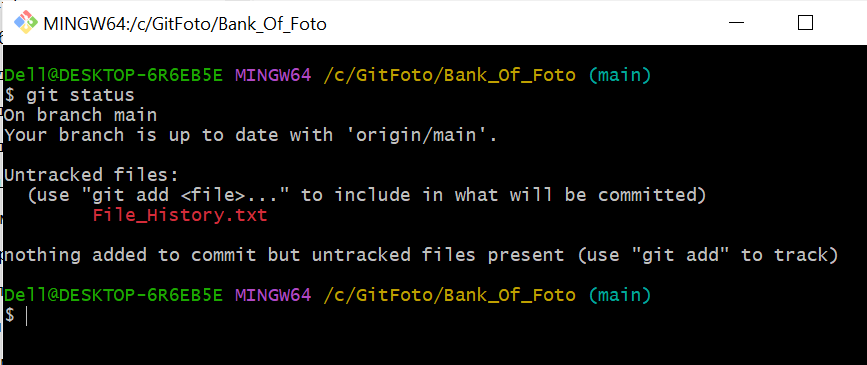 MINGW64:/c/GitFoto/Bank_Of_Foto
Dell@DESKTOP-6R6EB5E MINGW64 /c/GitFoto/Bank_Of_Foto (main)
$ git status
On branch main
Your branch is up to date with 'origin/main'.
Untracked files:
(use "git add <file>..." to include in what will be committed)
File_History.txt
nothing added to commit but untracked files present (use "git add" to track)
Dell@DESKTOP-6R6EB5E MINGW64 /c/GitFoto/Bank_Of_Foto (main)
$